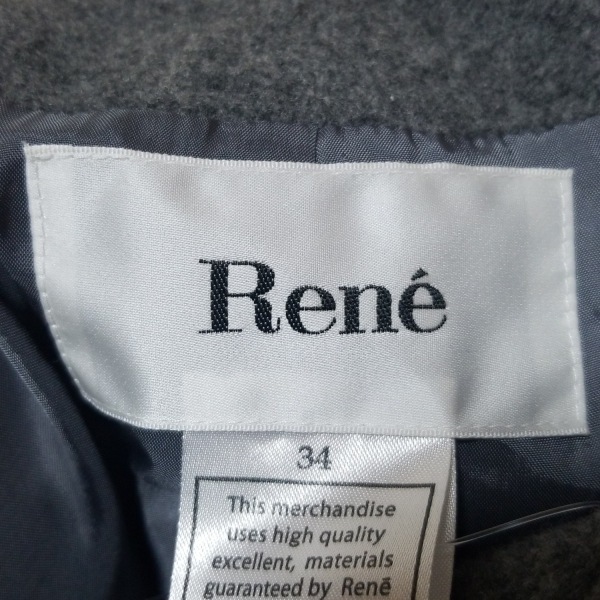 René
34
This merchandise
uses high quality
excellent, materials
guaranteed by René